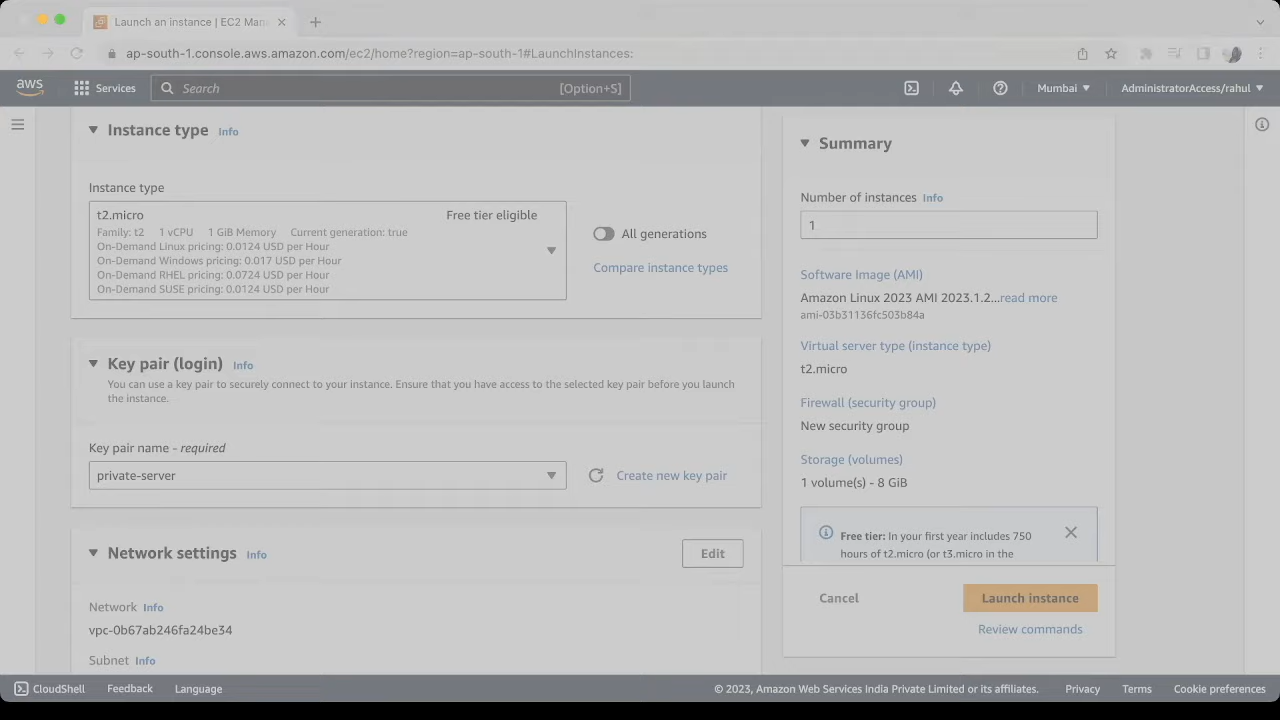 Launch an instance | EC2 Man
ap-south-1.console.aws.amazon.com/ec2/home?region=ap-south-1#LaunchInstances:
aws
Services
Search
[Option+S]
Mumbai
AdministratorAccess/rahul
Instance type Info
Instance type
t2.micro
Free tier eligible
Family: t2 1 vCPU 1 GiB Memory Current generation: true
On-Demand Linux pricing: 0.0124 USD per Hour
On-Demand Windows pricing: 0.017 USD per Hour
On-Demand RHEL pricing: 0.0724 USD per Hour
On-Demand SUSE pricing: 0.0124 USD per Hour
All generations
Compare instance types
Key pair (login) Info
You can use a key pair to securely connect to your instance. Ensure that you have access to the selected key pair before you launch
the instance.
Key pair name - required
private-server
Create new key pair
Network settings Info
Edit
Network Info
vpc-0b67ab246fa24be34
Subnet Info
Summary
Number of instances Info
1
Software Image (AMI)
Amazon Linux 2023 AMI 2023.1.2...read more
ami-03b31136fc503b84a
Virtual server type (instance type)
t2.micro
Firewall (security group)
New security group
Storage (volumes)
1 volume(s) - 8 GiB
Free tier: In your first year includes 750
hours of t2.micro (or t3.micro in the
Cancel
Launch instance
Review commands
CloudShell
Feedback
Language
© 2023, Amazon Web Services India Private Limited or its affiliates.
Privacy
Terms
Cookie preferences